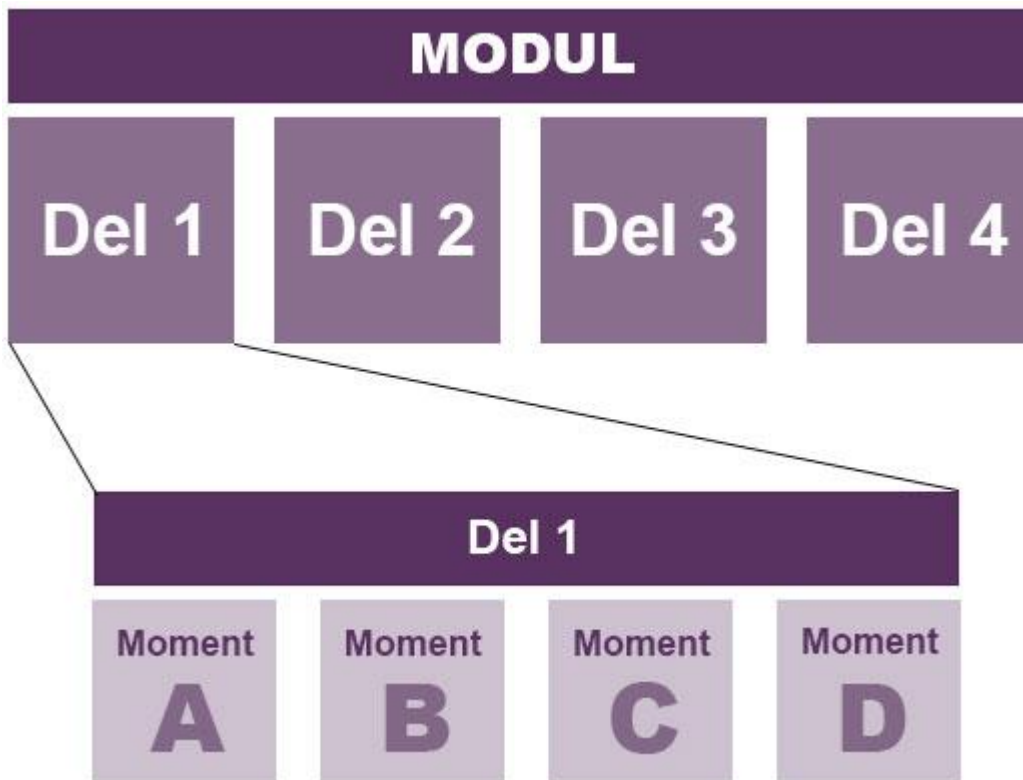 MODUL
Del 1
Del 2
Del 3
Del 4
Del 1
Moment
A
Moment
B
Moment
C
Moment
D